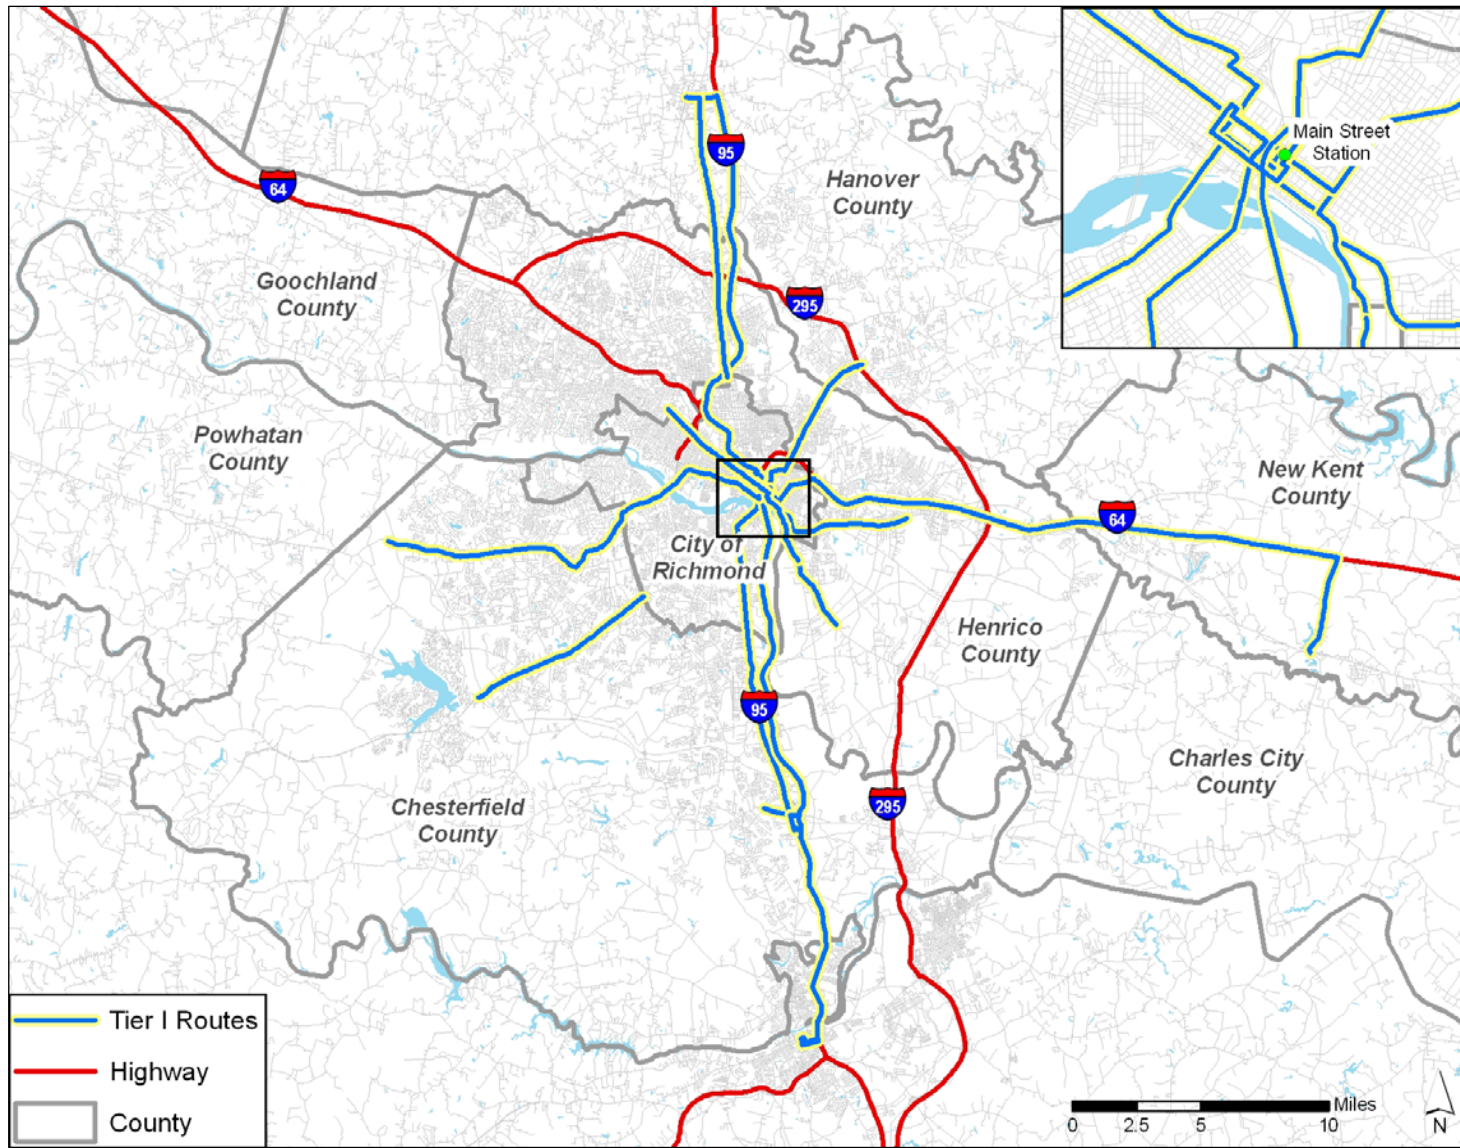 95
Main Street
Station
64
Hanover
County
Goochland
County
295
Powhatan
County
New Kent
County
64
City of
Richmond
Henrico
County
95
Charles City
County
Chesterfield
County
295
Tier I Routes
Highway
County
Miles
0 2.5 5 10
N